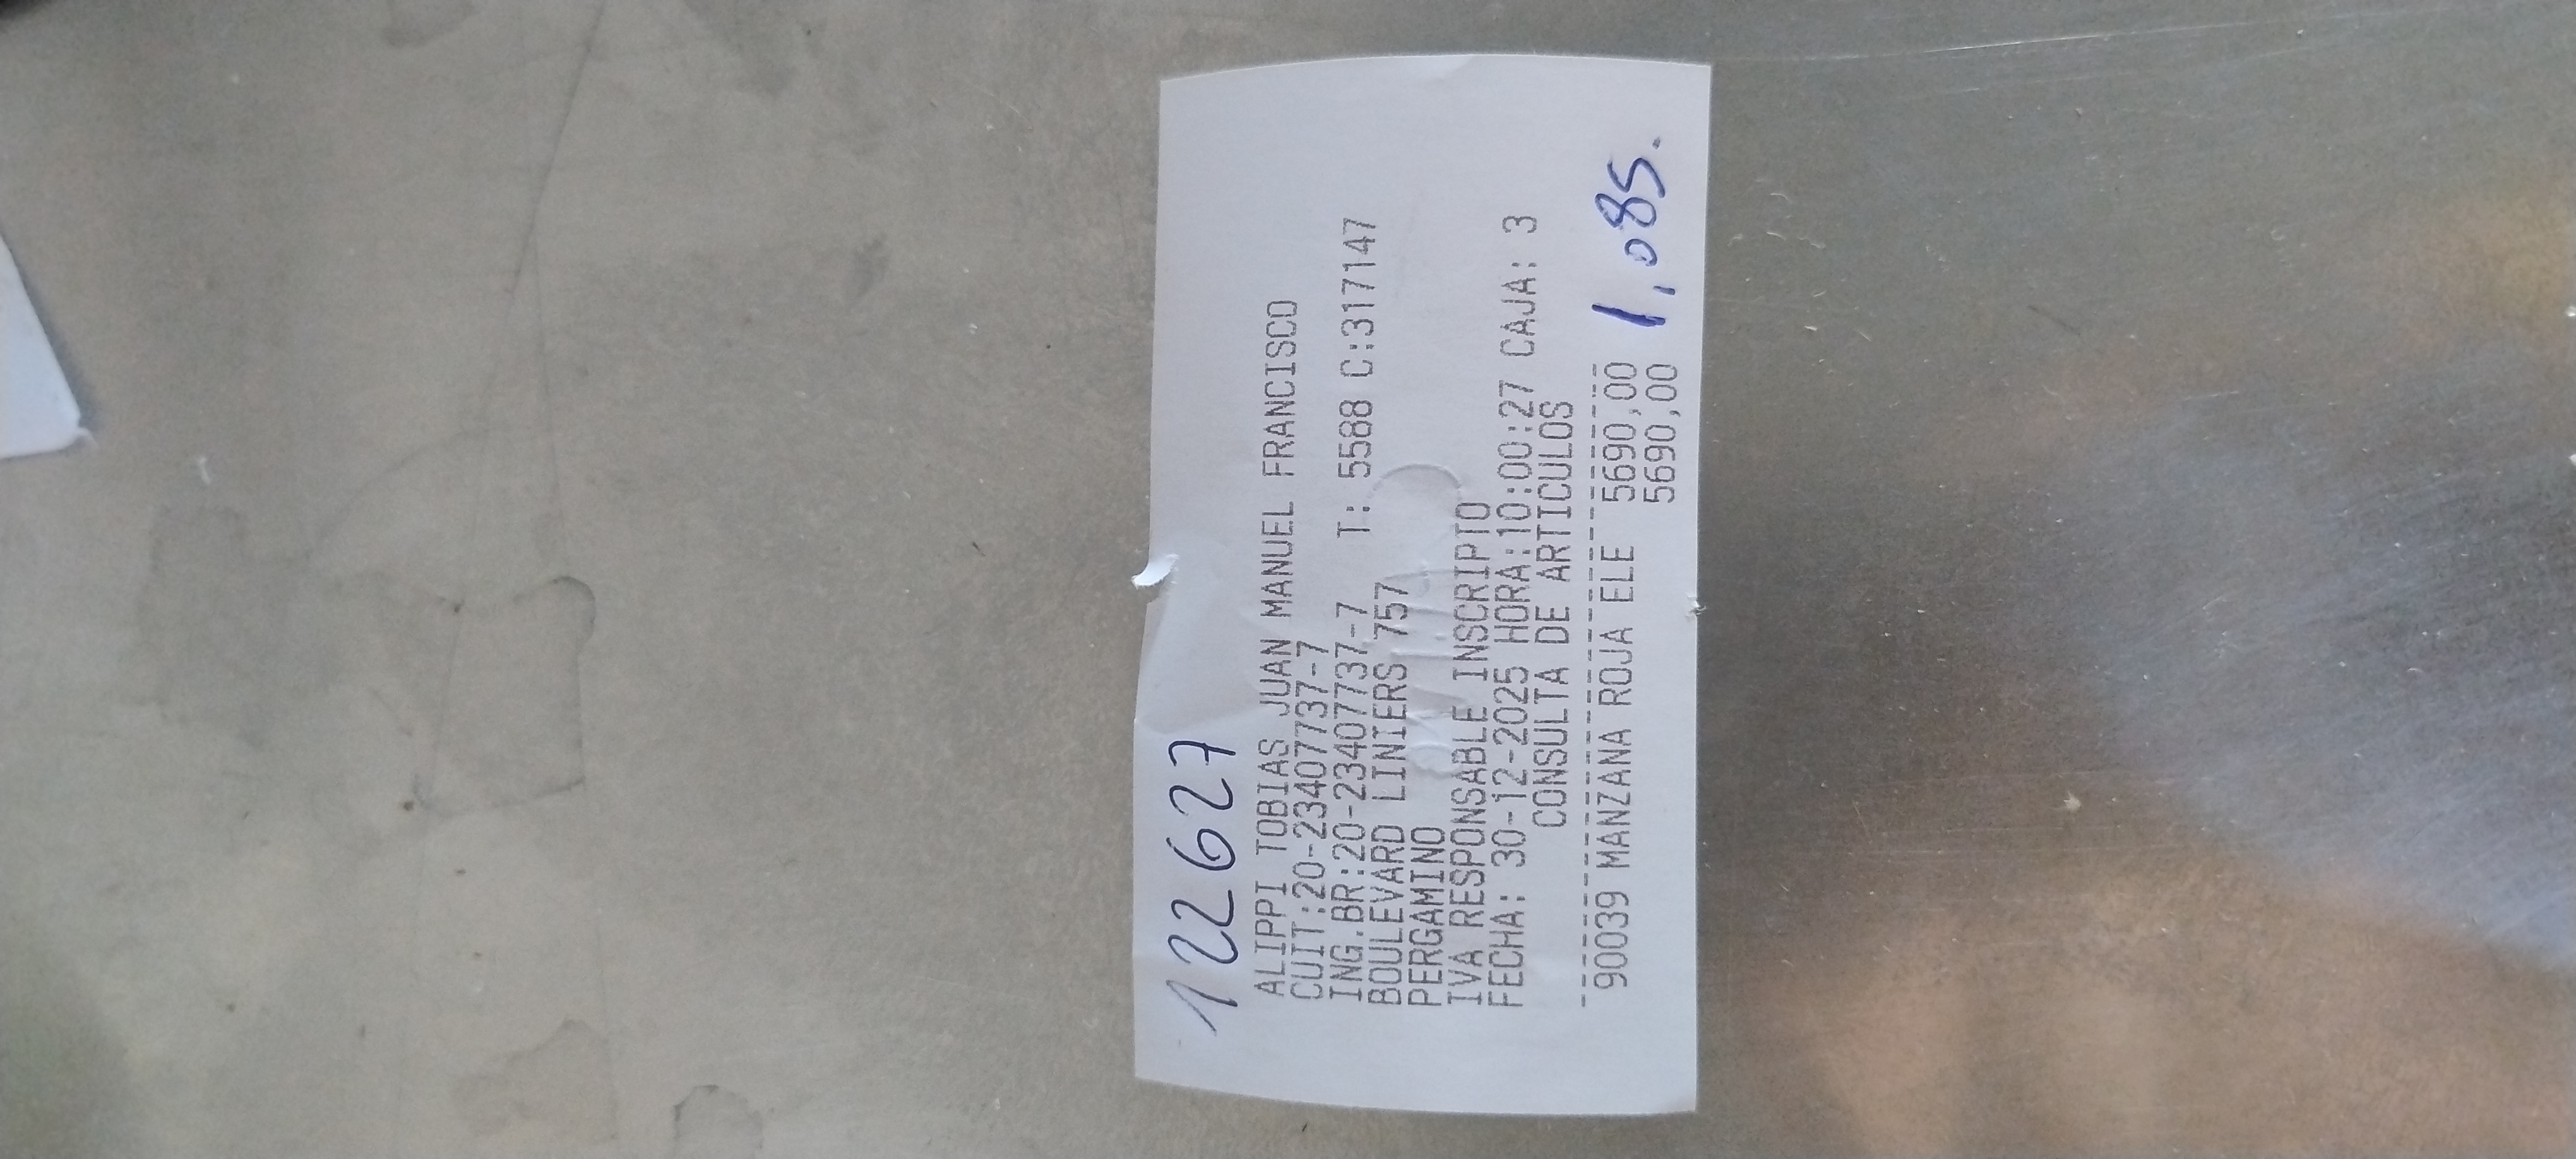 122627
ALIPPI TOBIAS JUAN MANUEL FRANCISCO
CUIT:20-23407737-7
ING.BR:20-23407737-7 T: 5588 C:317147
BOULEVARD LINIERS 757
PERGAMINO
IVA RESPONSABLE INSCRIPTO
FECHA: 30-12-2025 HORA:10:00:27 CAJA: 3
CONSULTA DE ARTICULOS
90039 MANZANA ROJA ELE 5690,00
5690,00 1,085.